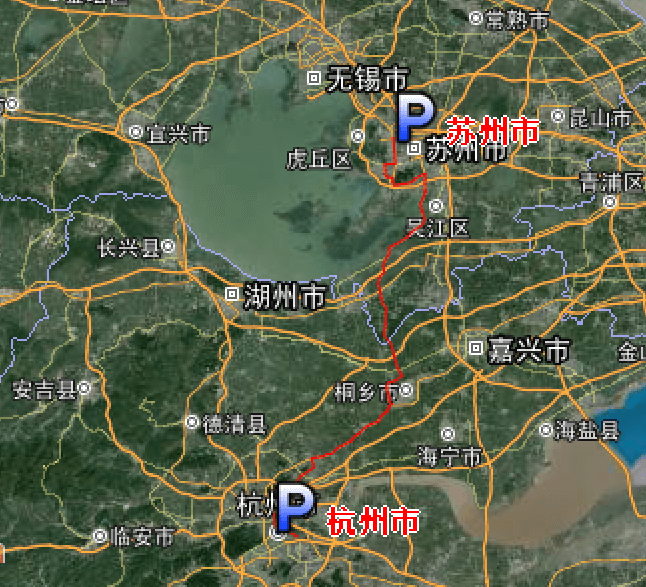 常熟市
无锡市
P
苏州市
昆山市
宜兴市
虎丘区
苏州市
青浦区
吴江区
长兴县
湖州市
嘉兴市
金山
安吉县
桐乡市
德清县
海盐县
海宁市
P
杭州
杭州市
临安市